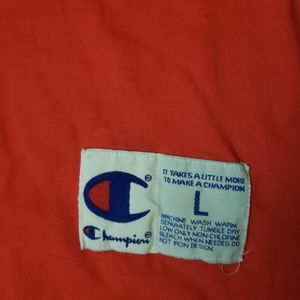 IT TAKES A LITTLE MORE
TO MAKE A CHAMPION
L
Champion
MACHINE WASH WARM,
SEPARATELY, TUMBLE DRY
LOW ONLY NON-CHLORINE
BLEACH WHEN NEEDED. DO
NOT IRON DESIGN.